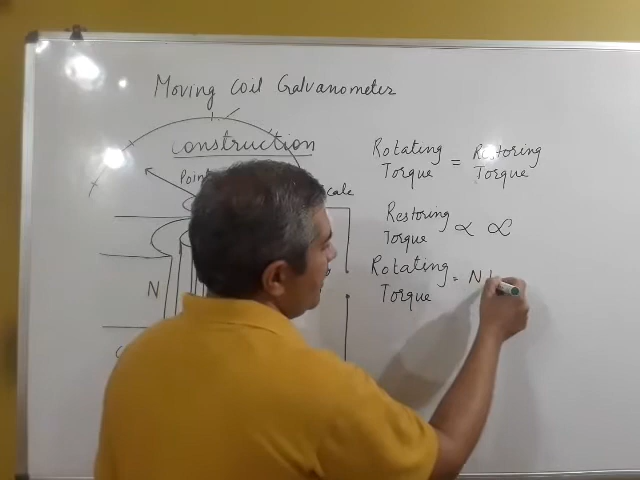 Moving Coil Galvanometer
Construction
Rotating Torque = Restoring Torque
Restoring Torque ∝ ∝
Rotating Torque = N
N